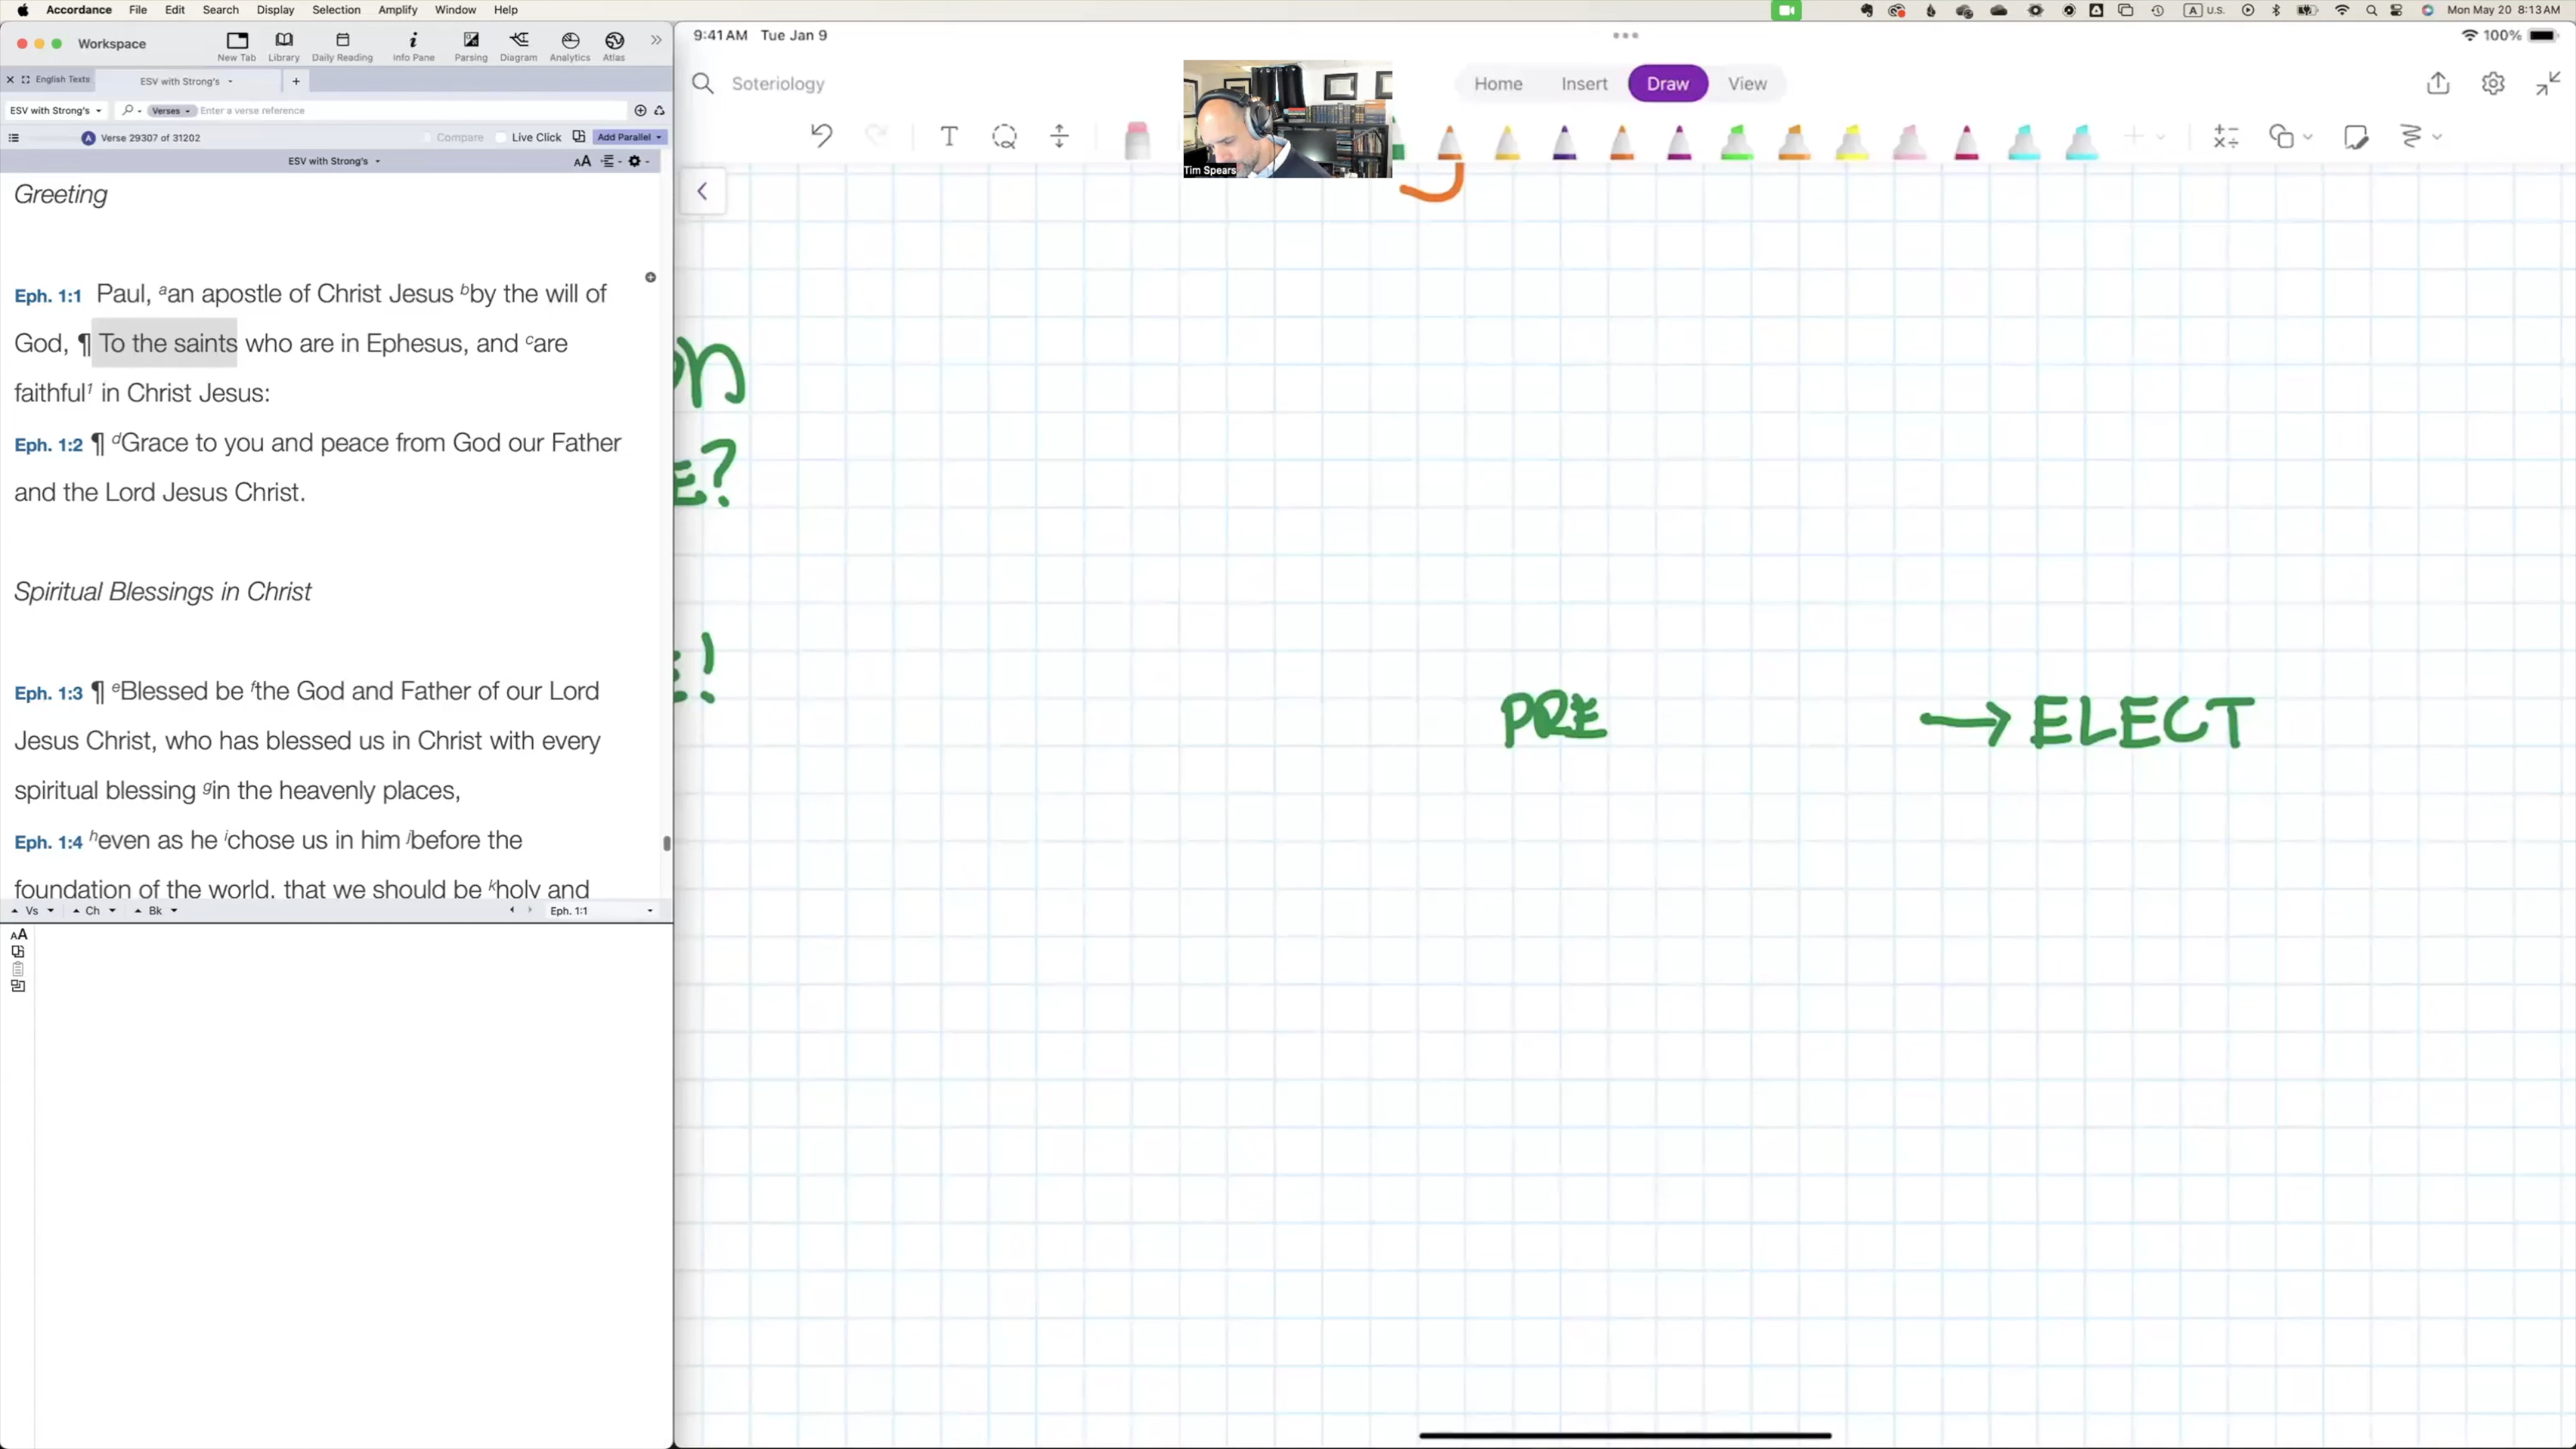 Accordance File Edit Search Display Selection Amplify Window Help
A U.S. Mon May 20 8:13 AM
Workspace
New Tab Library Daily Reading Info Pane Parsing Diagram Analytics Atlas
English Texts ESV with Strong's
ESV with Strong's Verses Enter a verse reference
Verse 29307 of 31202 Compare Live Click Add Parallel
ESV with Strong's AA
Greeting
Eph. 1:1 Paul, a an apostle of Christ Jesus b by the will of
God, ¶ To the saints who are in Ephesus, and c are
faithful1 in Christ Jesus:
Eph. 1:2 ¶ d Grace to you and peace from God our Father
and the Lord Jesus Christ.
Spiritual Blessings in Christ
Eph. 1:3 ¶ e Blessed be f the God and Father of our Lord
Jesus Christ, who has blessed us in Christ with every
spiritual blessing g in the heavenly places,
Eph. 1:4 h even as he i chose us in him j before the
foundation of the world, that we should be k holy and
Vs Ch Bk Eph. 1:1
AA
9:41 AM Tue Jan 9
100%
Soteriology
Home Insert Draw View
T
Tim Spears
on
E?
E!
PRE → ELECT